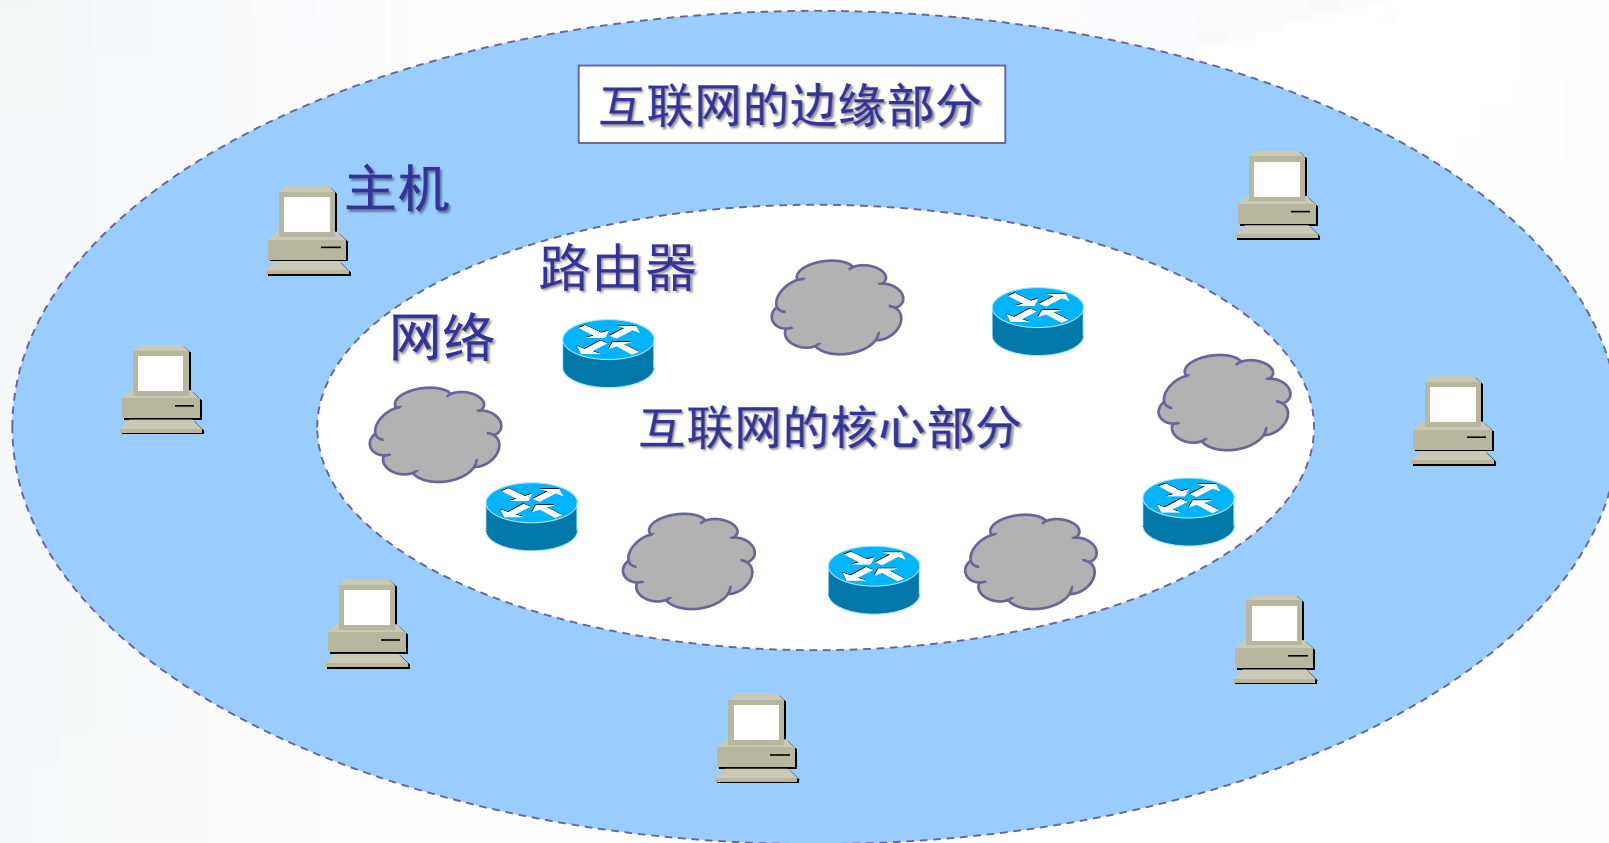 互联网的边缘部分
主机
路由器
网络
互联网的核心部分